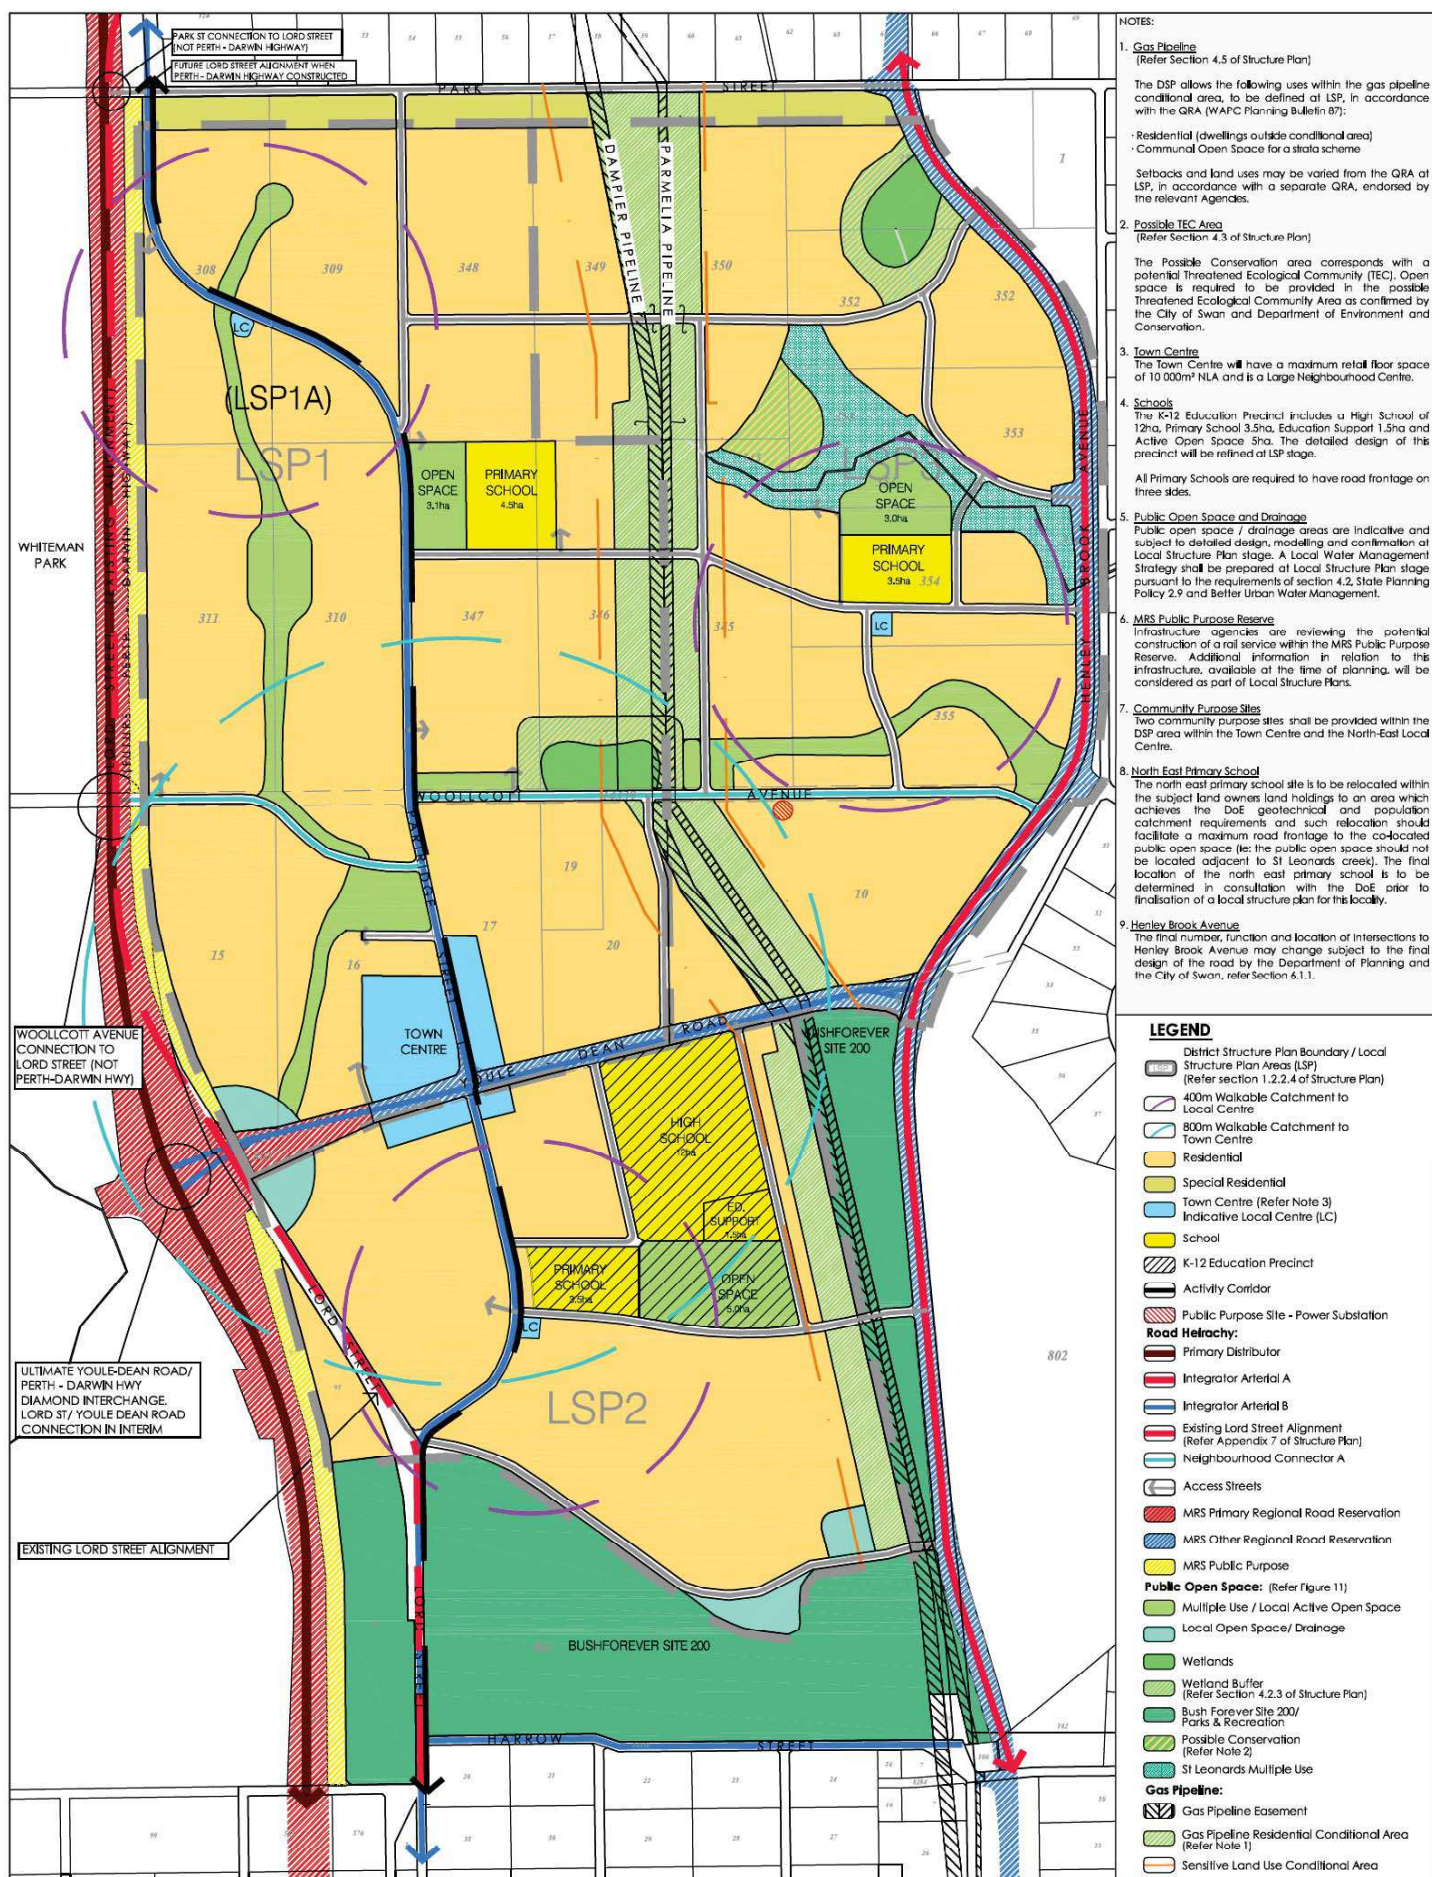 PARK ST CONNECTION TO LORD STREET
(NOT PERTH - DARWIN HIGHWAY)
FUTURE LORD STREET ALIGNMENT WHEN
PERTH - DARWIN HIGHWAY CONSTRUCTED
PARK STREET
DAMPIER PIPELINE
PARMELIA PIPELINE
1
308
309
348
349
350
352
352
LC
(LSP1A)
LSP1
353
OPEN
SPACE
3.1ha
PRIMARY
SCHOOL
4.5ha
OPEN
SPACE
3.0ha
PRIMARY
SCHOOL
3.5ha
354
WHITEMAN
PARK
311
310
347
346
345
LC
355
HENLEY BROOK AVENUE
WOOLLCOTT AVENUE
PARTRIDGE STREET
19
10
17
20
15
16
TOWN
CENTRE
YOULE DEAN ROAD
BUSHFOREVER
SITE 200
WOOLLCOTT AVENUE
CONNECTION TO
LORD STREET (NOT
PERTH-DARWIN HWY)
HIGH
SCHOOL
12ha
ED.
SUPPORT
1.5ha
PRIMARY
SCHOOL
3.5ha
OPEN
SPACE
5.0ha
LC
LORD STREET
802
LSP2
ULTIMATE YOULE-DEAN ROAD/
PERTH - DARWIN HWY
DIAMOND INTERCHANGE.
LORD ST/ YOULE DEAN ROAD
CONNECTION IN INTERIM
EXISTING LORD STREET ALIGNMENT
BUSHFOREVER SITE 200
HARROW STREET
NOTES:
1. Gas Pipeline
(Refer Section 4.5 of Structure Plan)
The DSP allows the following uses within the gas pipeline
conditional area, to be defined at LSP, in accordance
with the QRA (WAPC Planning Bulletin 87):
· Residential (dwellings outside conditional area)
· Communal Open Space for a strata scheme
Setbacks and land uses may be varied from the QRA at
LSP, in accordance with a separate QRA, endorsed by
the relevant Agencies.
2. Possible TEC Area
(Refer Section 4.3 of Structure Plan)
The Possible Conservation area corresponds with a
potential Threatened Ecological Community (TEC). Open
space is required to be provided in the possible
Threatened Ecological Community Area as confirmed by
the City of Swan and Department of Environment and
Conservation.
3. Town Centre
The Town Centre will have a maximum retail floor space
of 10 000m² NLA and is a Large Neighbourhood Centre.
4. Schools
The K-12 Education Precinct includes a High School of
12ha, Primary School 3.5ha, Education Support 1.5ha and
Active Open Space 5ha. The detailed design of this
precinct will be refined at LSP stage.
All Primary Schools are required to have road frontage on
three sides.
5. Public Open Space and Drainage
Public open space / drainage areas are indicative and
subject to detailed design, modelling and confirmation at
Local Structure Plan stage. A Local Water Management
Strategy shall be prepared at Local Structure Plan stage
pursuant to the requirements of section 4.2, State Planning
Policy 2.9 and Better Urban Water Management.
6. MRS Public Purpose Reserve
Infrastructure agencies are reviewing the potential
construction of a rail service within the MRS Public Purpose
Reserve. Additional information in relation to this
infrastructure, available at the time of planning, will be
considered as part of Local Structure Plans.
7. Community Purpose Sites
Two community purpose sites shall be provided within the
DSP area within the Town Centre and the North-East Local
Centre.
8. North East Primary School
The north east primary school site is to be relocated within
the subject land owners land holdings to an area which
achieves the DoE geotechnical and population
catchment requirements and such relocation should
facilitate a maximum road frontage to the co-located
public open space (ie: the public open space should not
be located adjacent to St Leonards creek). The final
location of the north east primary school is to be
determined in consultation with the DoE prior to
finalisation of a local structure plan for this locality.
9. Henley Brook Avenue
The final number, function and location of intersections to
Henley Brook Avenue may change subject to the final
design of the road by the Department of Planning and
the City of Swan, refer Section 6.1.1.
LEGEND
District Structure Plan Boundary / Local
Structure Plan Areas (LSP)
(Refer section 1.2.2.4 of Structure Plan)
400m Walkable Catchment to
Local Centre
800m Walkable Catchment to
Town Centre
Residential
Special Residential
Town Centre (Refer Note 3)
Indicative Local Centre (LC)
School
K-12 Education Precinct
Activity Corridor
Public Purpose Site - Power Substation
Road Heirachy:
Primary Distributor
Integrator Arterial A
Integrator Arterial B
Existing Lord Street Alignment
(Refer Appendix 7 of Structure Plan)
Neighbourhood Connector A
Access Streets
MRS Primary Regional Road Reservation
MRS Other Regional Road Reservation
MRS Public Purpose
Public Open Space: (Refer Figure 11)
Multiple Use / Local Active Open Space
Local Open Space/ Drainage
Wetlands
Wetland Buffer
(Refer Section 4.2.3 of Structure Plan)
Bush Forever Site 200/
Parks & Recreation
Possible Conservation
(Refer Note 2)
St Leonards Multiple Use
Gas Pipeline:
Gas Pipeline Easement
Gas Pipeline Residential Conditional Area
(Refer Note 1)
Sensitive Land Use Conditional Area